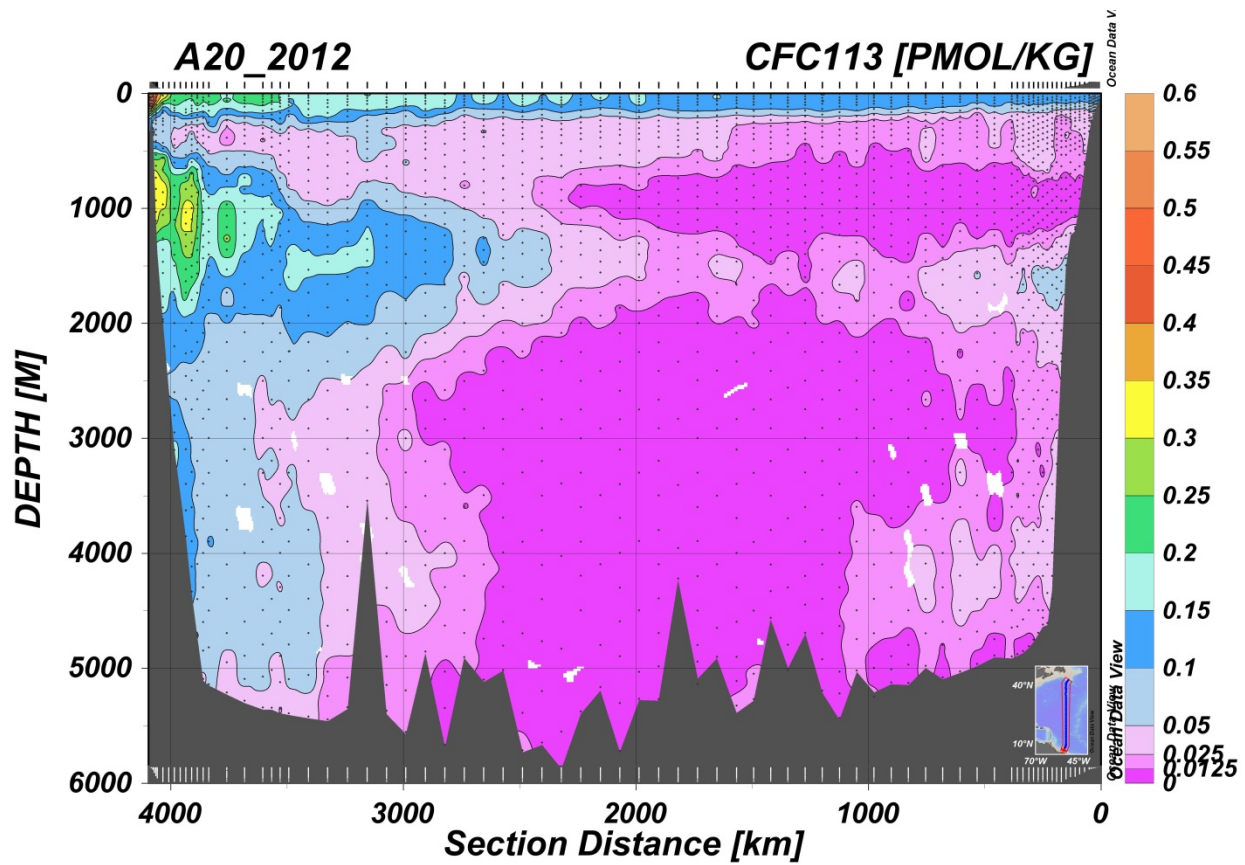 A20_2012
CFC113 [PMOL/KG]
Ocean Data V.
0
1000
2000
3000
4000
5000
6000
DEPTH [M]
4000
3000
2000
1000
0
Section Distance [km]
0.6
0.55
0.5
0.45
0.4
0.35
0.3
0.25
0.2
0.15
0.1
0.05
0.025
0.0125
0
Ocean Data View
40°N
10°N
70°W
45°W